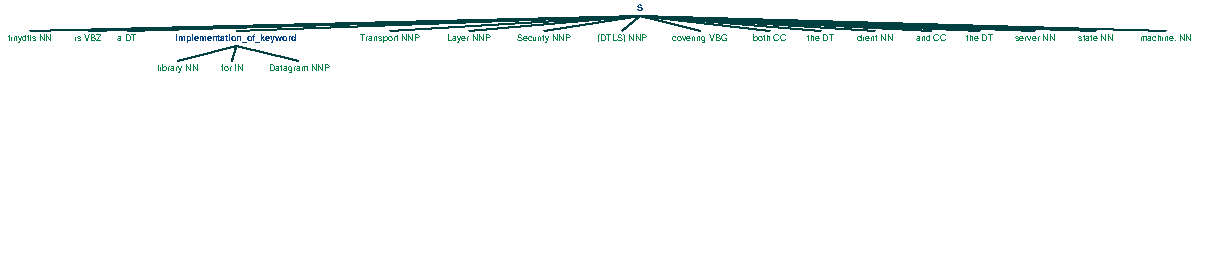 S
tinydtls NN is VBZ a DT Implementation_of_keyword Transport NNP Layer NNP Security NNP (DTLS) NNP covering VBG both CC the DT client NN and CC the DT server NN state NN machine. NN
library NN for IN Datagram NNP